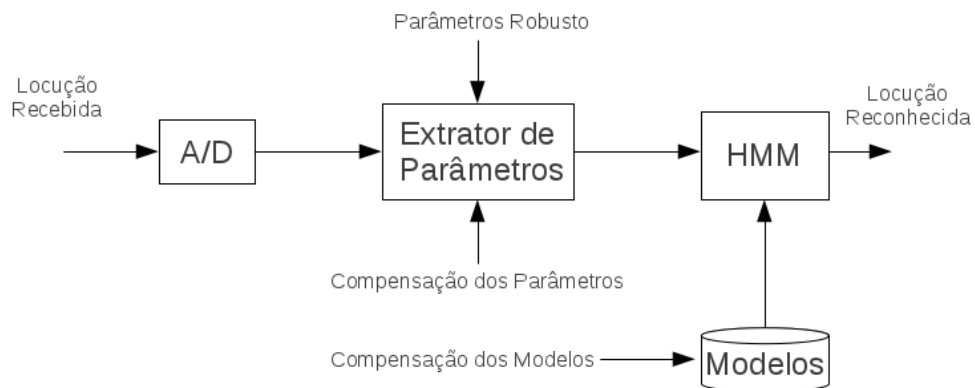 Parâmetros Robusto
Locução
Recebida
Locução
Reconhecida
A/D
Extrator de
Parâmetros
HMM
Compensação dos Parâmetros
Compensação dos Modelos
Modelos